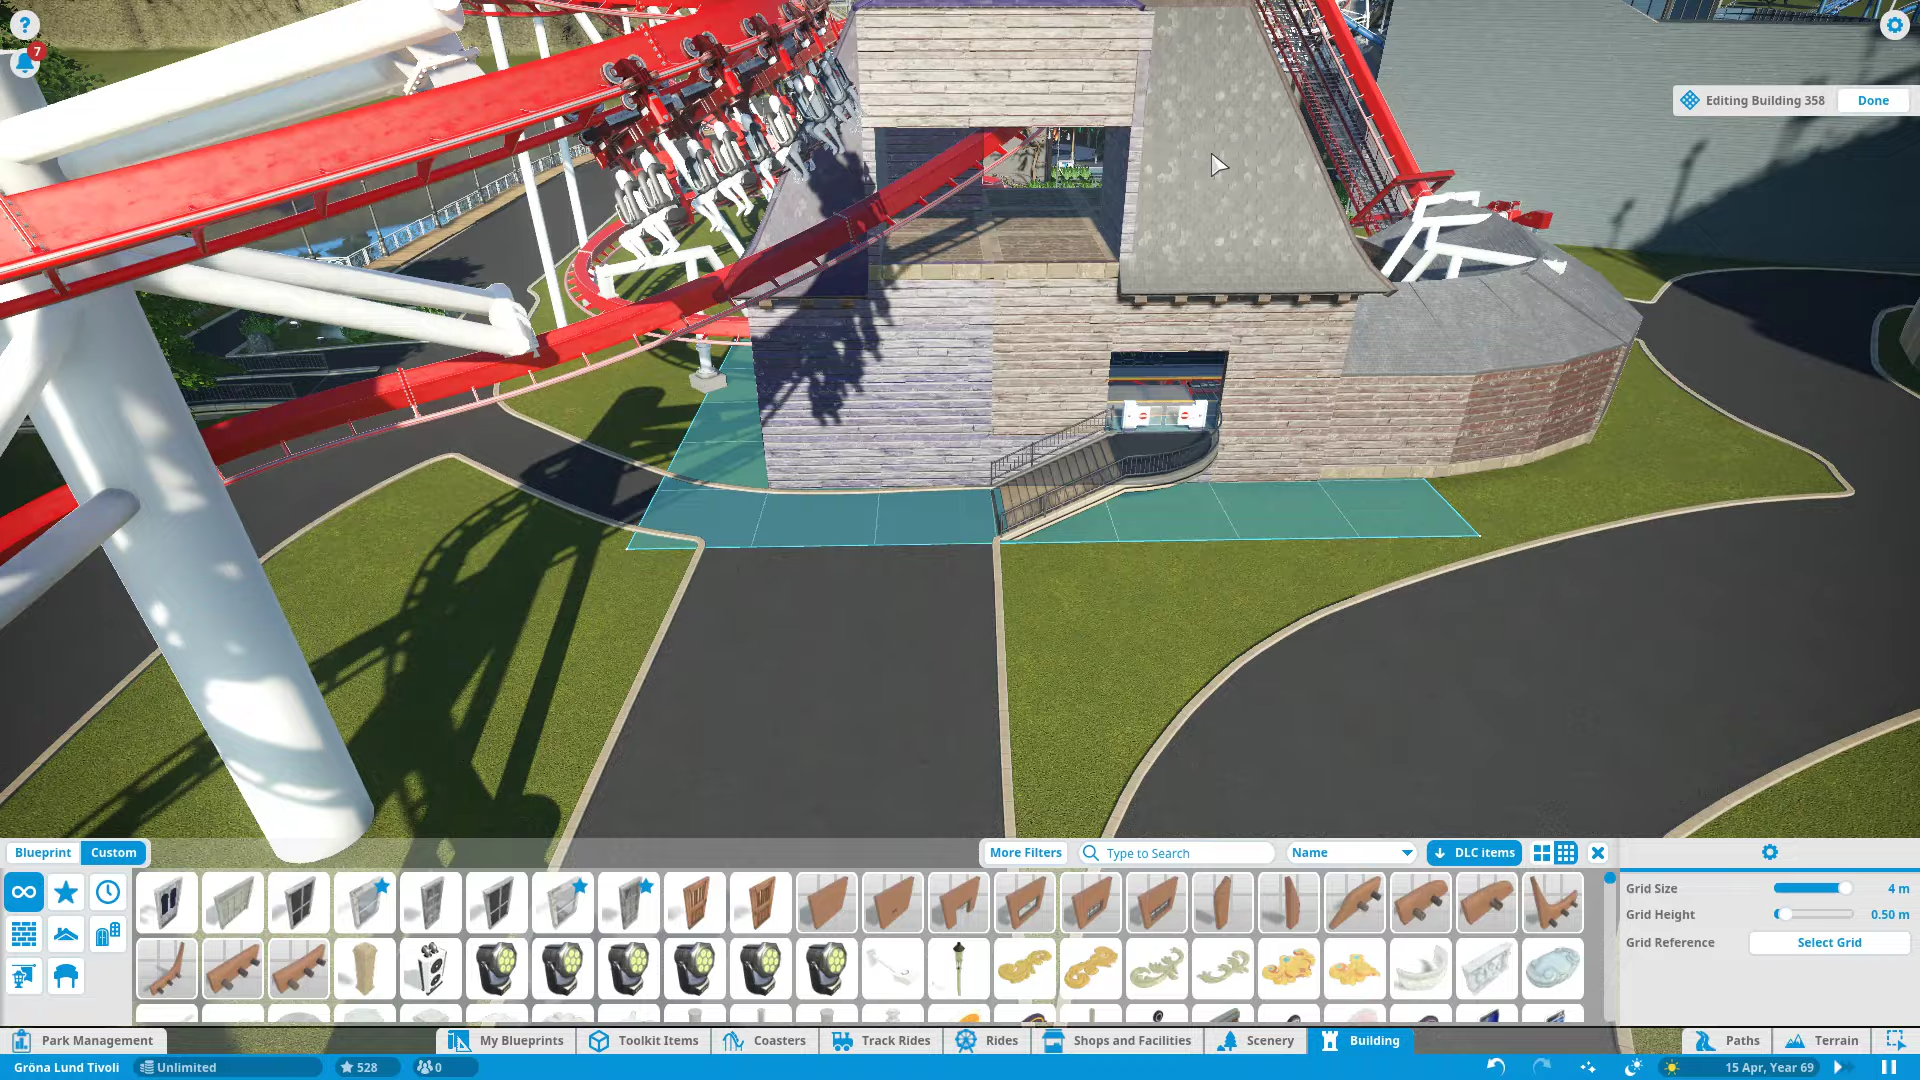 ?
7
Editing Building 358
Done
Blueprint
Custom
More Filters
Type to Search
Name
DLC items
Grid Size
4 m
Grid Height
0.50 m
Grid Reference
Select Grid
Park Management
My Blueprints
Toolkit Items
Coasters
Track Rides
Rides
Shops and Facilities
Scenery
Building
Paths
Terrain
Gröna Lund Tivoli
Unlimited
528
0
15 Apr, Year 69